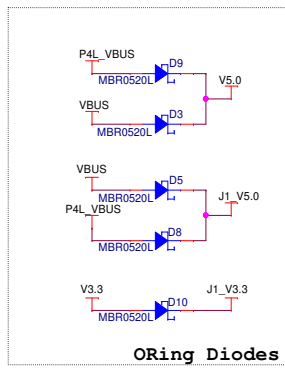 P4L_VBUS
D9
V5.0
MBR0520L
VBUS
D3
MBR0520L
VBUS
D5
J1_V5.0
MBR0520L
P4L_VBUS
D8
MBR0520L
V3.3
D10
J1_V3.3
MBR0520L
ORing Diodes